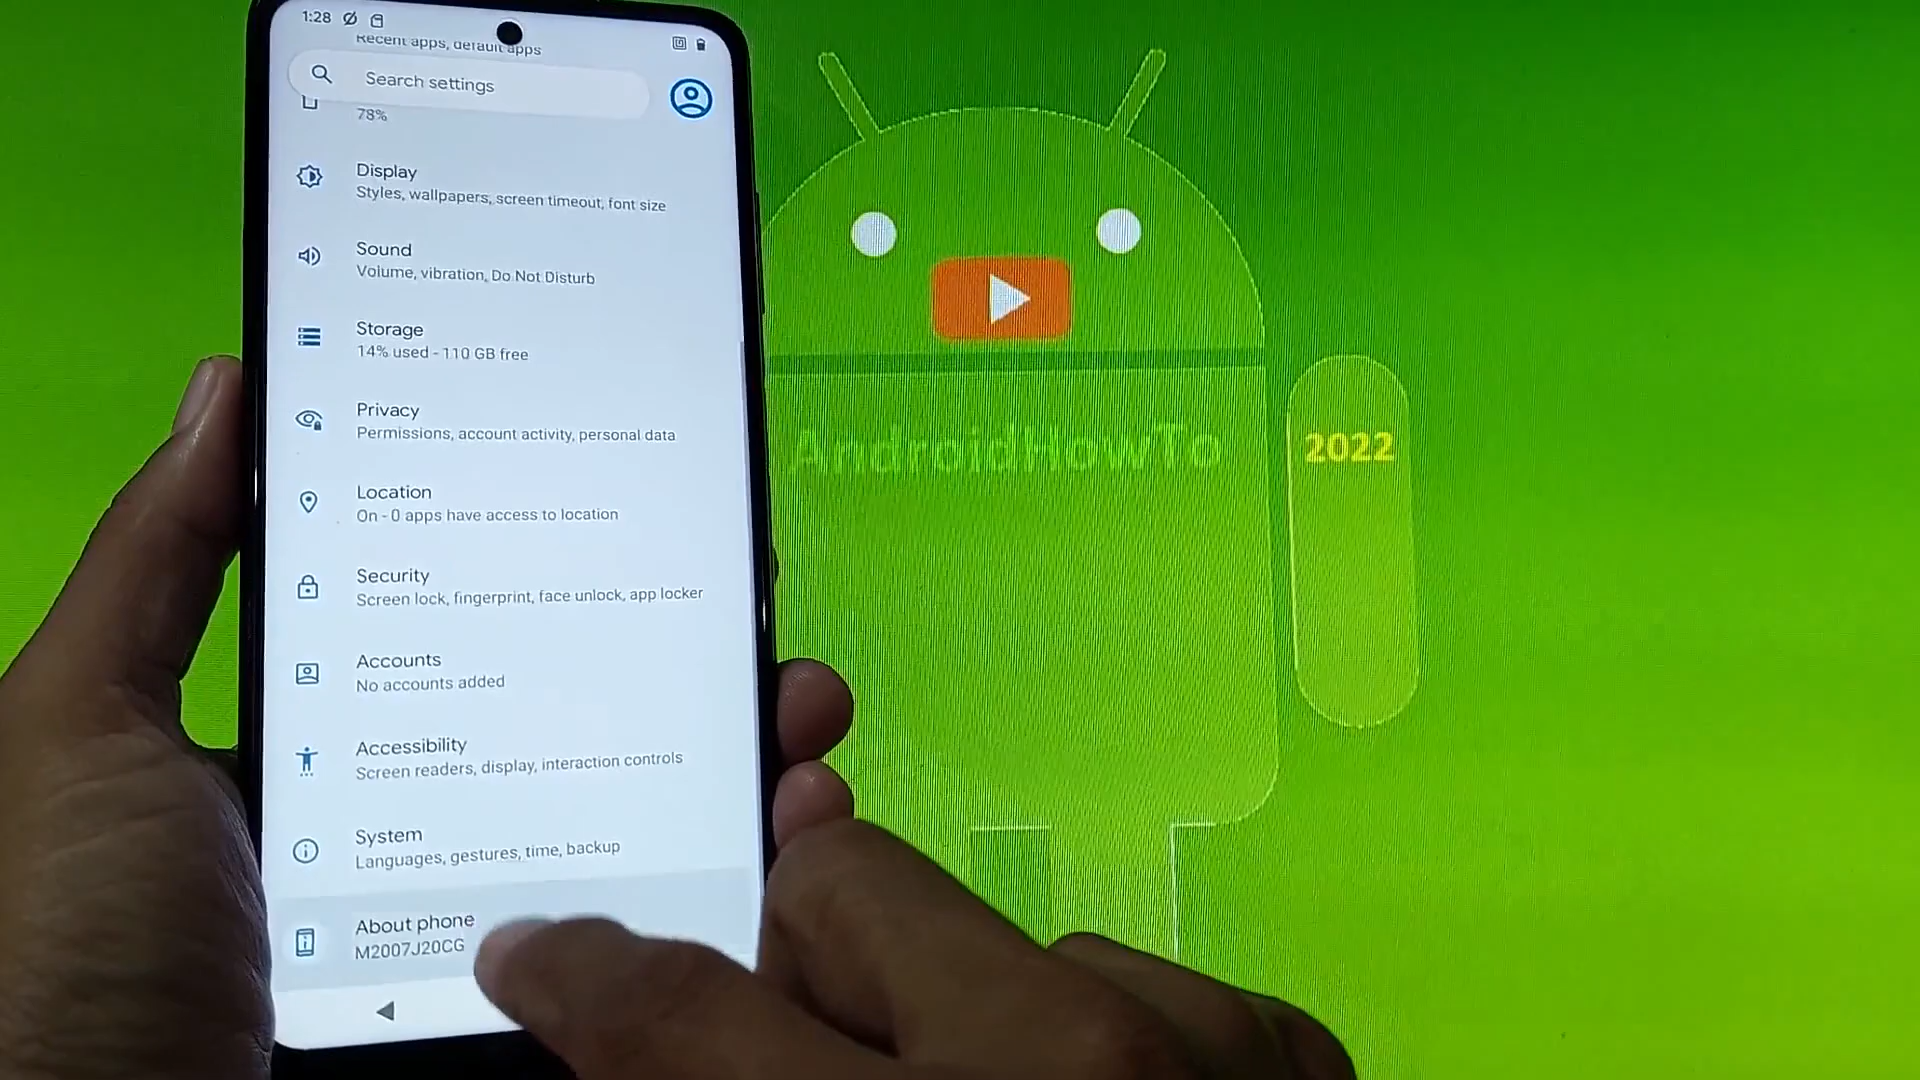 1:28
Recent apps, default apps
Search settings
78%
Display
Styles, wallpapers, screen timeout, font size
Sound
Volume, vibration, Do Not Disturb
Storage
14% used - 110 GB free
Privacy
Permissions, account activity, personal data
Location
On - 0 apps have access to location
Security
Screen lock, fingerprint, face unlock, app locker
Accounts
No accounts added
Accessibility
Screen readers, display, interaction controls
System
Languages, gestures, time, backup
About phone
M2007J20CG
AndroidHowTo
2022